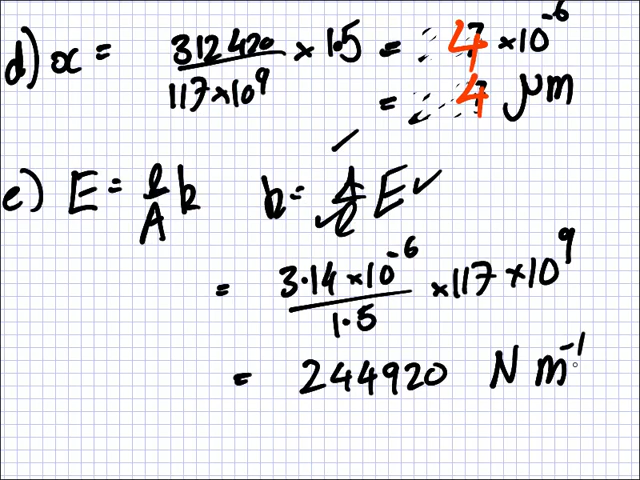 d) x = 312420 / 117×10⁹ × 1.5 = 4 ×10⁻⁶
= 4 μm
e) E = l/A k   k = A/l E
= 3.14 ×10⁻⁶ / 1.5 ×117 ×10⁹
= 244920 N m⁻¹